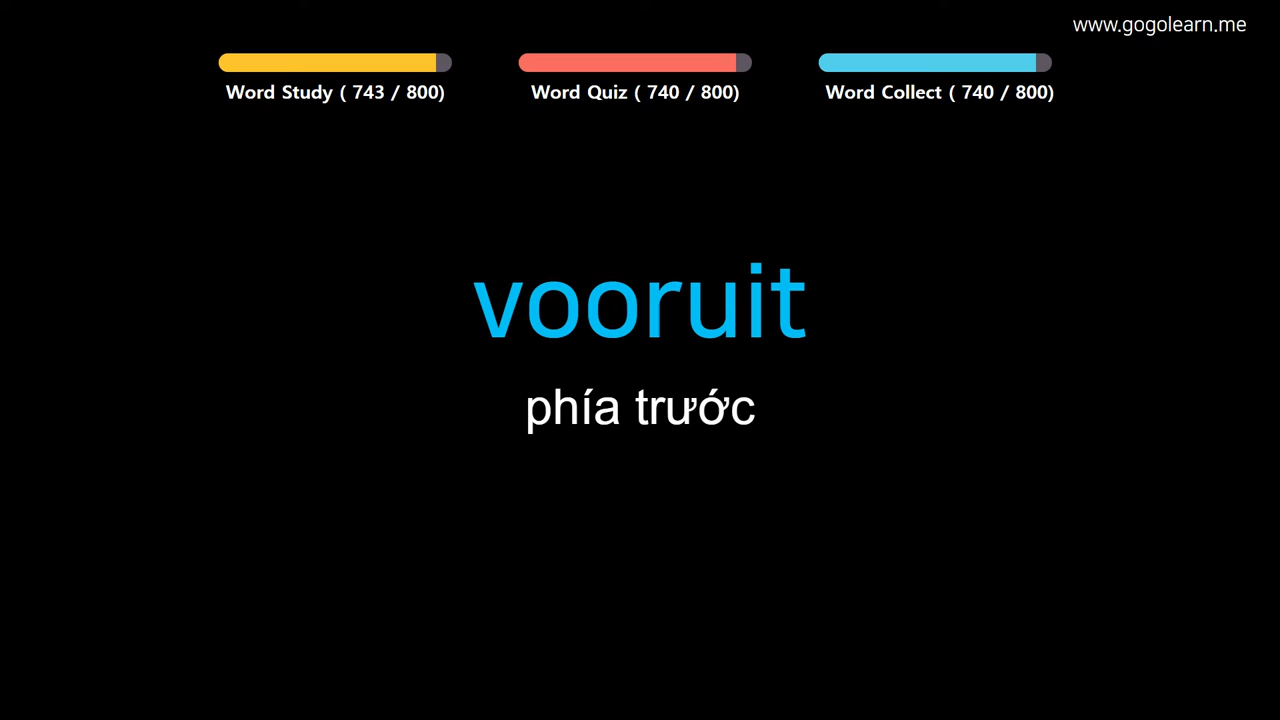 www.gogolearn.me
Word Study ( 743 / 800)
Word Quiz ( 740 / 800)
Word Collect ( 740 / 800)
vooruit
phía trước